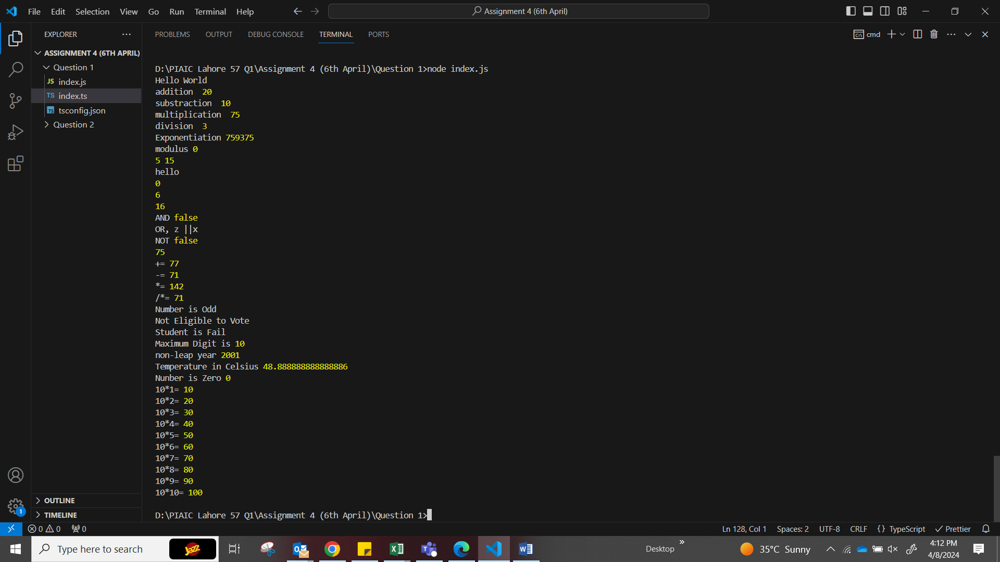 File Edit Selection View Go Run Terminal Help
Assignment 4 (6th April)
EXPLORER
ASSIGNMENT 4 (6TH APRIL)
Question 1
JS index.js
TS index.ts
TS tsconfig.json
Question 2
OUTLINE
TIMELINE
PROBLEMS OUTPUT DEBUG CONSOLE TERMINAL PORTS
cmd
D:\PIAIC Lahore 57 Q1\Assignment 4 (6th April)\Question 1>node index.js
Hello World
addition  20
substraction  10
multiplication  75
division  3
Exponentiation 759375
modulus 0
5 15
hello
0
6
16
AND false
OR, z ||x
NOT false
75
+= 77
-= 71
*= 142
/*= 71
Number is Odd
Not Eligible to Vote
Student is Fail
Maximum Digit is 10
non-leap year 2001
Temperature in Celsius 48.888888888888886
Nunber is Zero 0
10*1= 10
10*2= 20
10*3= 30
10*4= 40
10*5= 50
10*6= 60
10*7= 70
10*8= 80
10*9= 90
10*10= 100
D:\PIAIC Lahore 57 Q1\Assignment 4 (6th April)\Question 1>
1
0 0 0
Ln 128, Col 1 Spaces: 2 UTF-8 CRLF {} TypeScript Prettier
Type here to search
Jazz
Desktop
35°C Sunny
4:12 PM
4/8/2024